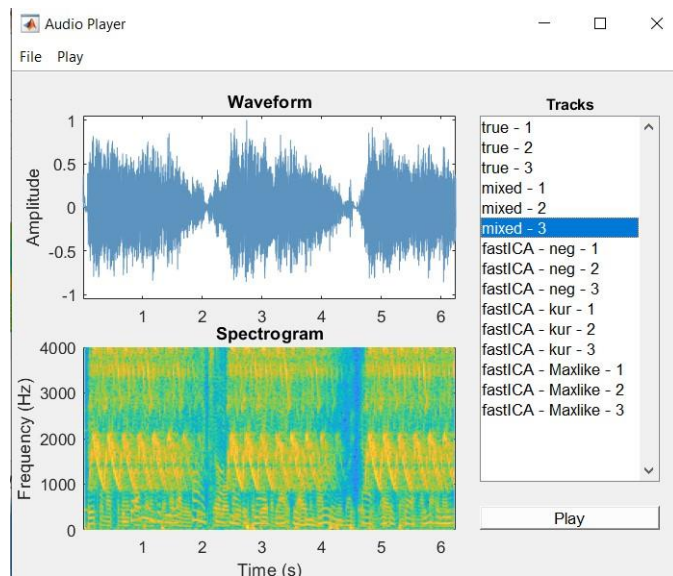 Audio Player
File Play
Waveform
1
0.5
0
-0.5
-1
Amplitude
1 2 3 4 5 6
Spectrogram
4000
3000
2000
1000
0
Frequency (Hz)
1 2 3 4 5 6
Time (s)
Tracks
true - 1
true - 2
true - 3
mixed - 1
mixed - 2
mixed - 3
fastICA - neg - 1
fastICA - neg - 2
fastICA - neg - 3
fastICA - kur - 1
fastICA - kur - 2
fastICA - kur - 3
fastICA - Maxlike - 1
fastICA - Maxlike - 2
fastICA - Maxlike - 3
Play